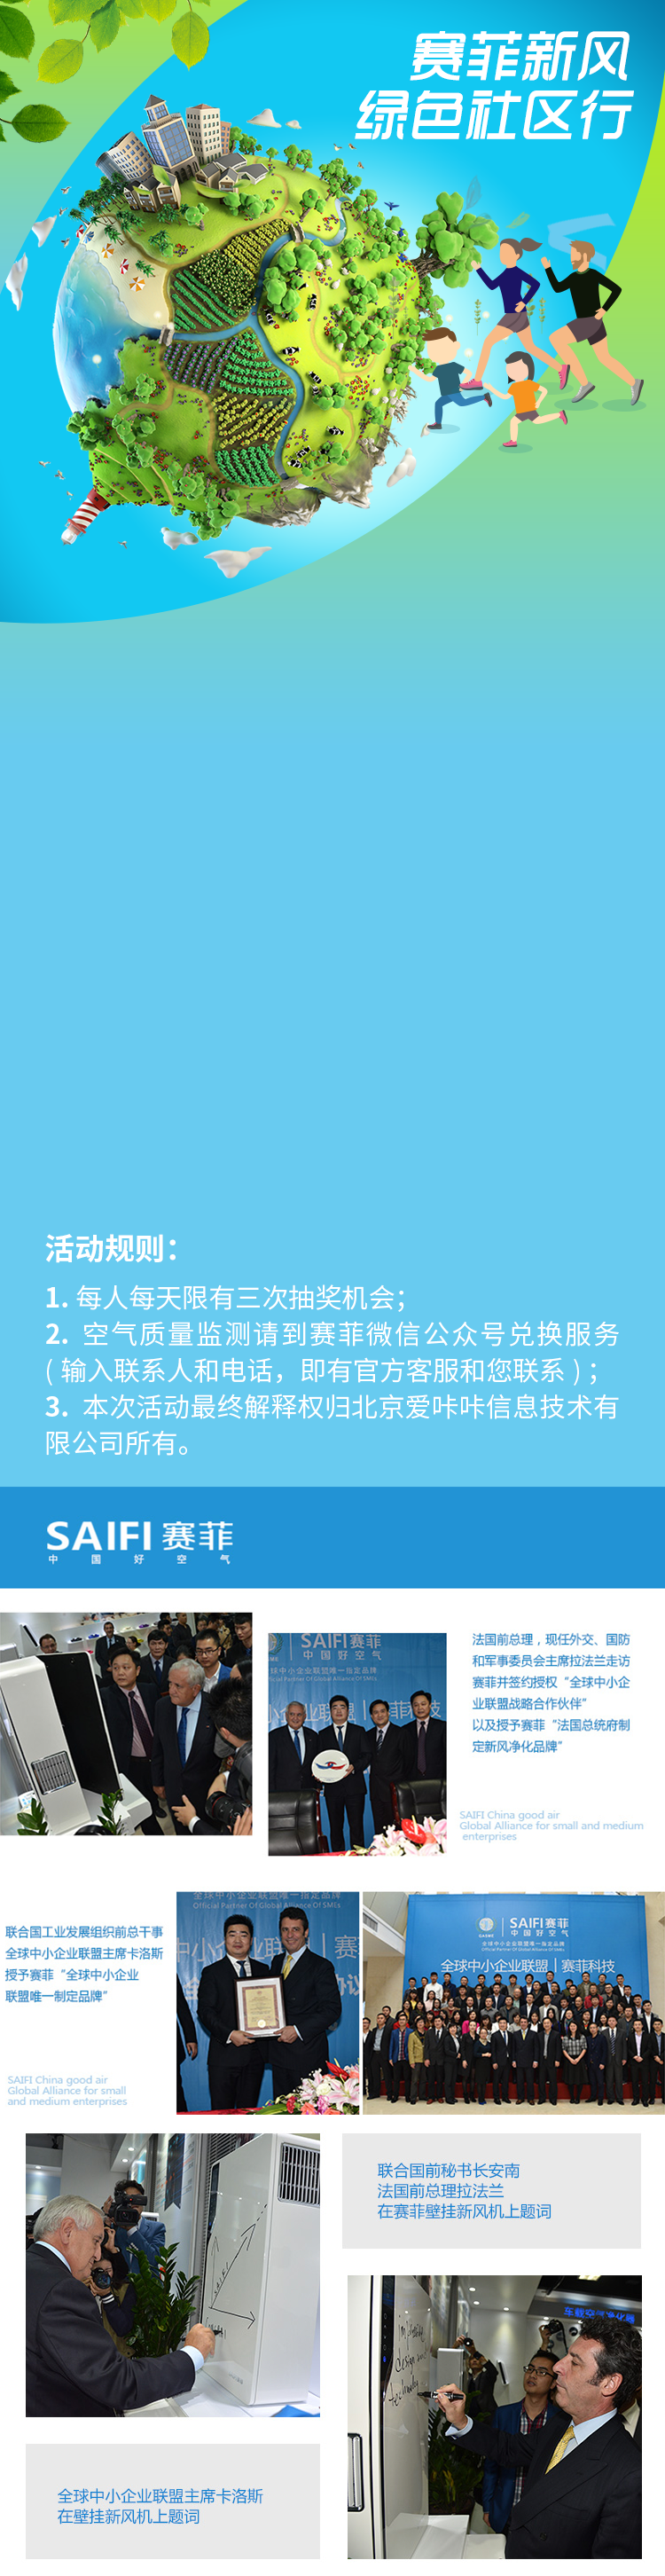 赛菲新风
绿色社区行
活动规则：
1. 每人每天限有三次抽奖机会；
2. 空气质量监测请到赛菲微信公众号兑换服务
( 输入联系人和电话，即有官方客服和您联系 )；
3. 本次活动最终解释权归北京爱咔咔信息技术有
限公司所有。
SAIFI 赛菲
中国好空气
SAIFI赛菲
中国好空气
球中小企业联盟唯一指定品牌
Official Partner Of Global Alliance Of SMEs
法国前总理，现任外交、国防
和军事委员会主席拉法兰走访
赛菲并签约授权“全球中小企
业联盟战略合作伙伴”
以及授予赛菲“法国总统府制
定新风净化品牌”
SAIFI China good air
Global Alliance for small and medium
enterprises
联合国工业发展组织前总干事
全球中小企业联盟主席卡洛斯
授予赛菲“全球中小企业
联盟唯一制定品牌”
SAIFI China good air
Global Alliance for small
and medium enterprises
全球中小企业联盟唯一指定品牌
Official Partner Of Global Alliance Of SMEs
SAIFI赛菲
中国好空气
全球中小企业联盟唯一指定品牌
Official Partner Of Global Alliance Of SMEs
全球中小企业联盟 | 赛菲科技
联合国前秘书长安南
法国前总理拉法兰
在赛菲壁挂新风机上题词
车载空气净化器
全球中小企业联盟主席卡洛斯
在壁挂新风机上题词